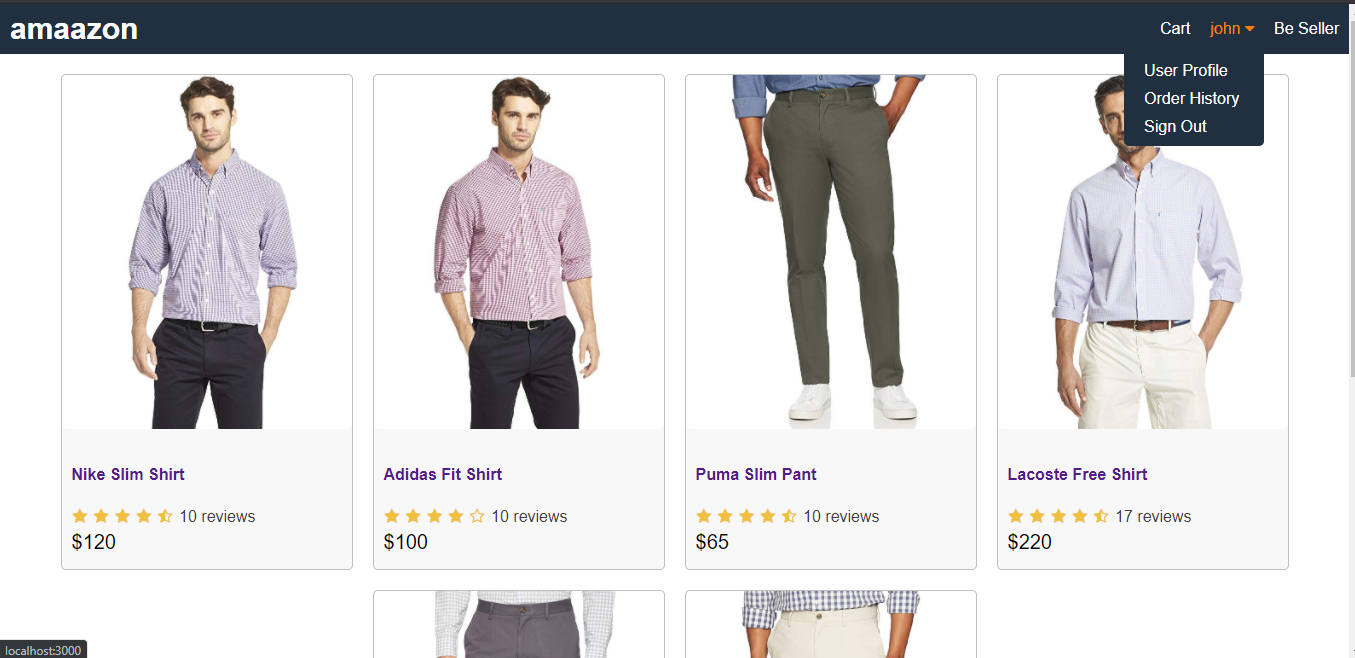 amaazon
Cart john Be Seller
User Profile
Order History
Sign Out
Nike Slim Shirt
10 reviews
$120
Adidas Fit Shirt
10 reviews
$100
Puma Slim Pant
10 reviews
$65
Lacoste Free Shirt
17 reviews
$220
localhost:3000